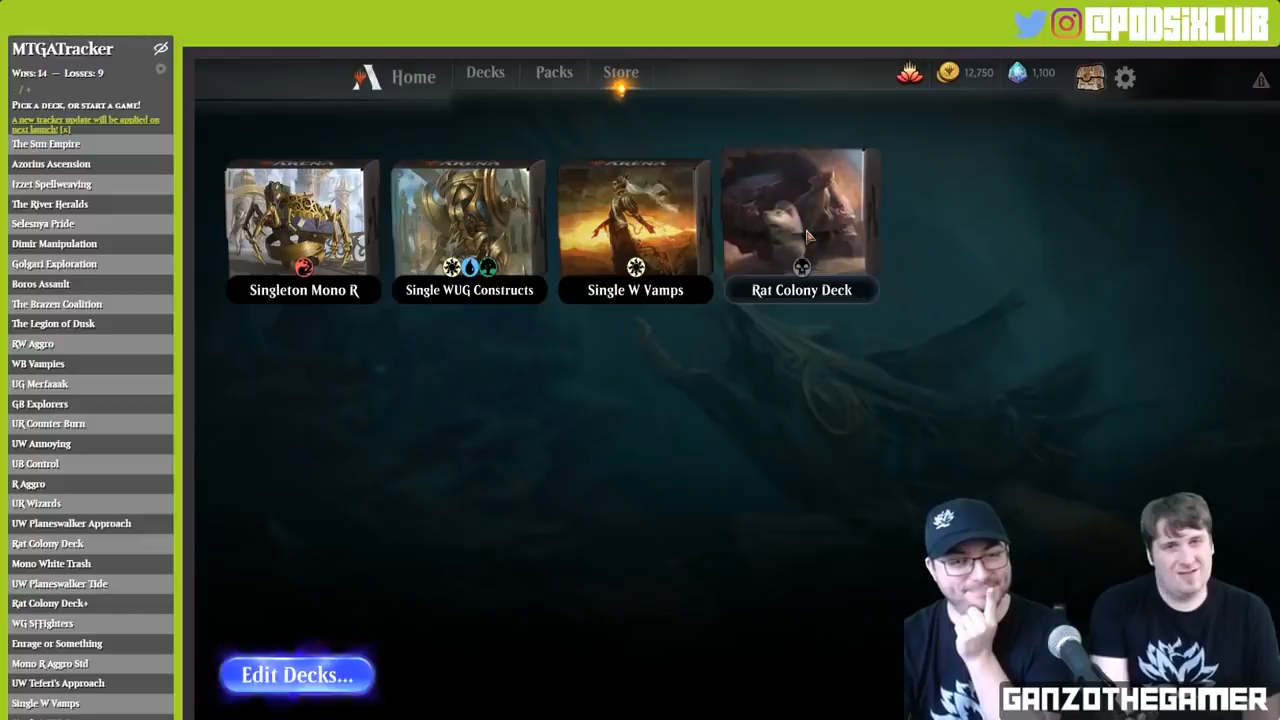 @PODSIXCLUB
MTGATracker
Wins: 14 — Losses: 9
/ +
Pick a deck, or start a game!
A new tracker update will be applied on
next launch! [x]
The Sun Empire
Azorius Ascension
Izzet Spellweaving
The River Heralds
Selesnya Pride
Dimir Manipulation
Golgari Exploration
Boros Assault
The Brazen Coalition
The Legion of Dusk
RW Aggro
WB Vampies
UG Merfaaak
GB Explorers
UR Counter Burn
UW Annoying
UB Control
R Aggro
UR Wizards
UW Planeswalker Approach
Rat Colony Deck
Mono White Trash
UW Planeswalker Tide
Rat Colony Deck+
Enrage or Something
Mono R Aggro Std
UW Teferi's Approach
Single W Vamps
Home
Decks
Packs
Store
12,750
1,100
ARENA
ARENA
ARENA
Singleton Mono R
Single WUG Constructs
Single W Vamps
Rat Colony Deck
Edit Decks...
GANZOTHEGAMER